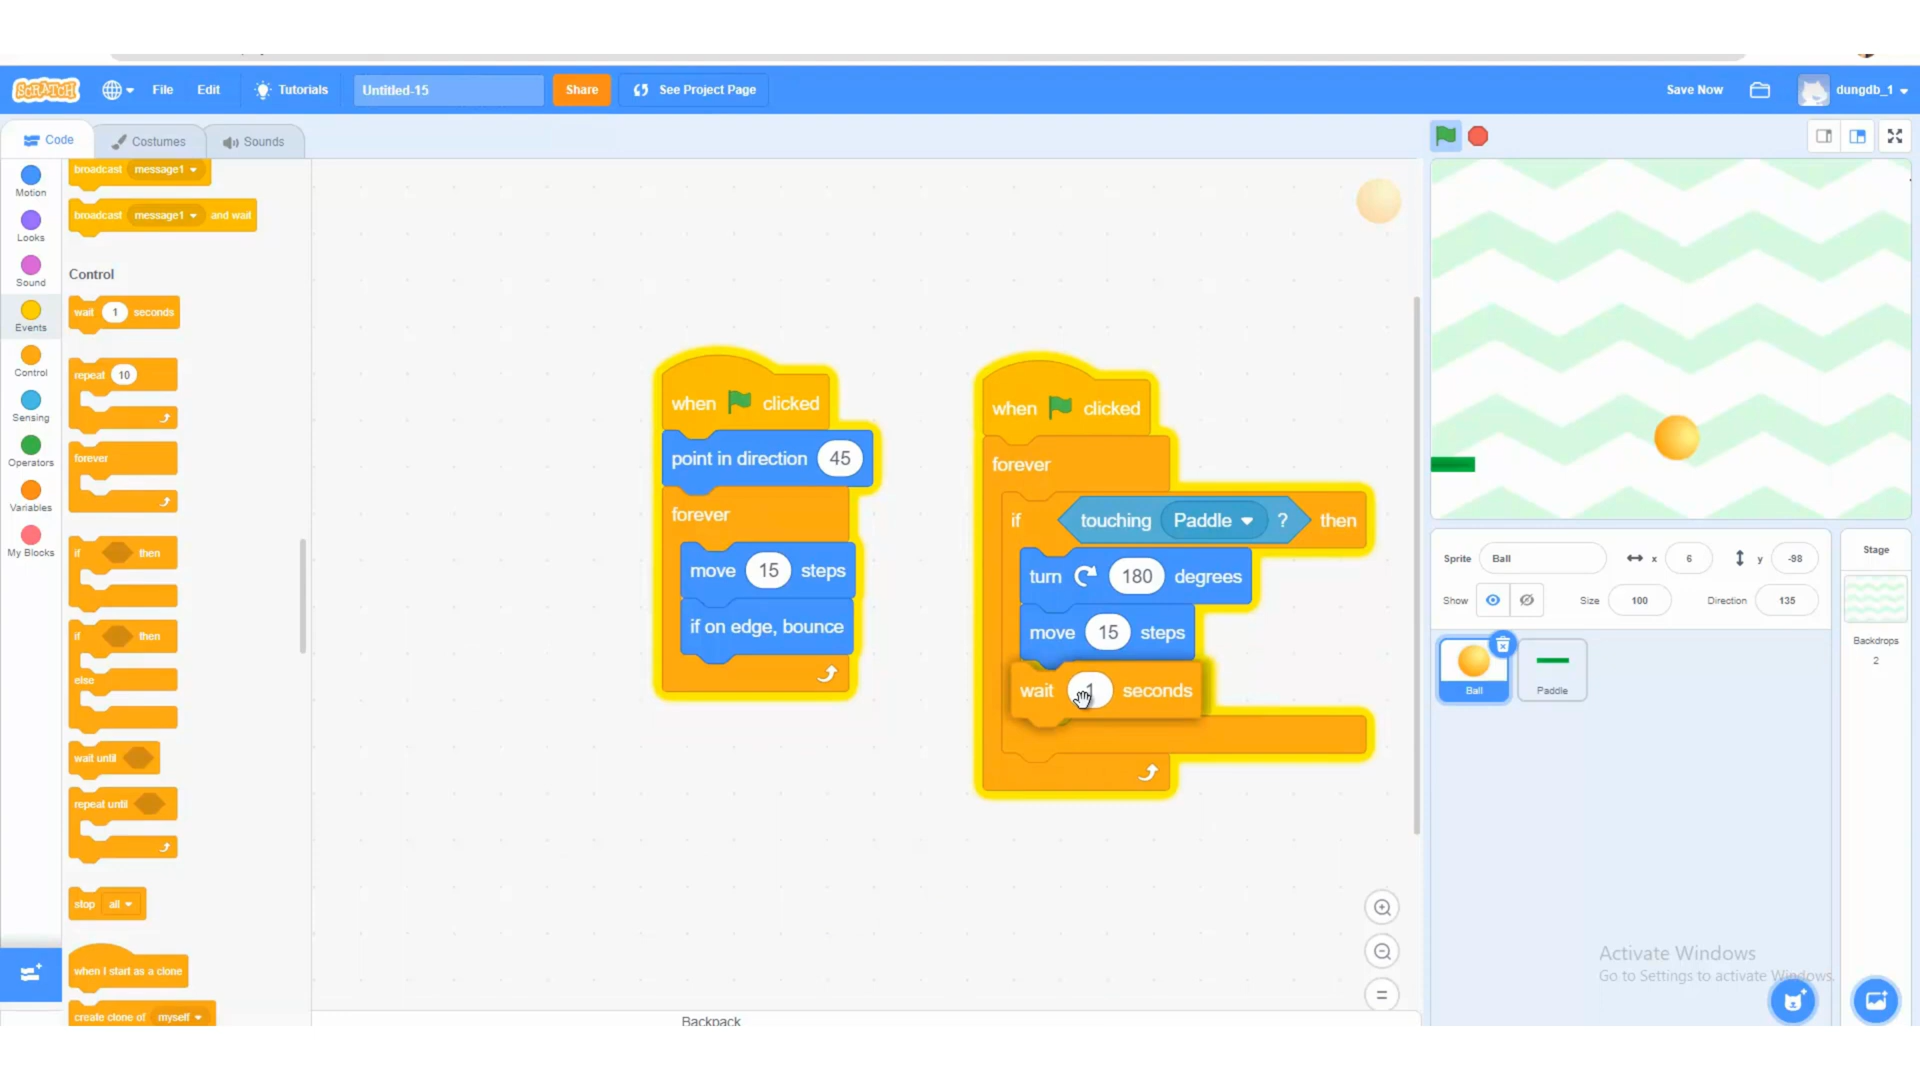 SCRATCH File Edit Tutorials Untitled-15 Share See Project Page Save Now dungdb_1
Code Costumes Sounds
Motion
Looks
Sound
Events
Control
Sensing
Operators
Variables
My Blocks
broadcast message1
broadcast message1 and wait
Control
wait 1 seconds
repeat 10
forever
if then
if then
else
wait until
repeat until
stop all
when I start as a clone
create clone of myself
when clicked
point in direction 45
forever
move 15 steps
if on edge, bounce
when clicked
forever
if touching Paddle ? then
turn 180 degrees
move 15 steps
wait 1 seconds
Backpack
Sprite Ball x 6 y -98
Show Size 100 Direction 135
Ball
Paddle
Stage
Backdrops
2
Activate Windows
Go to Settings to activate Windows.